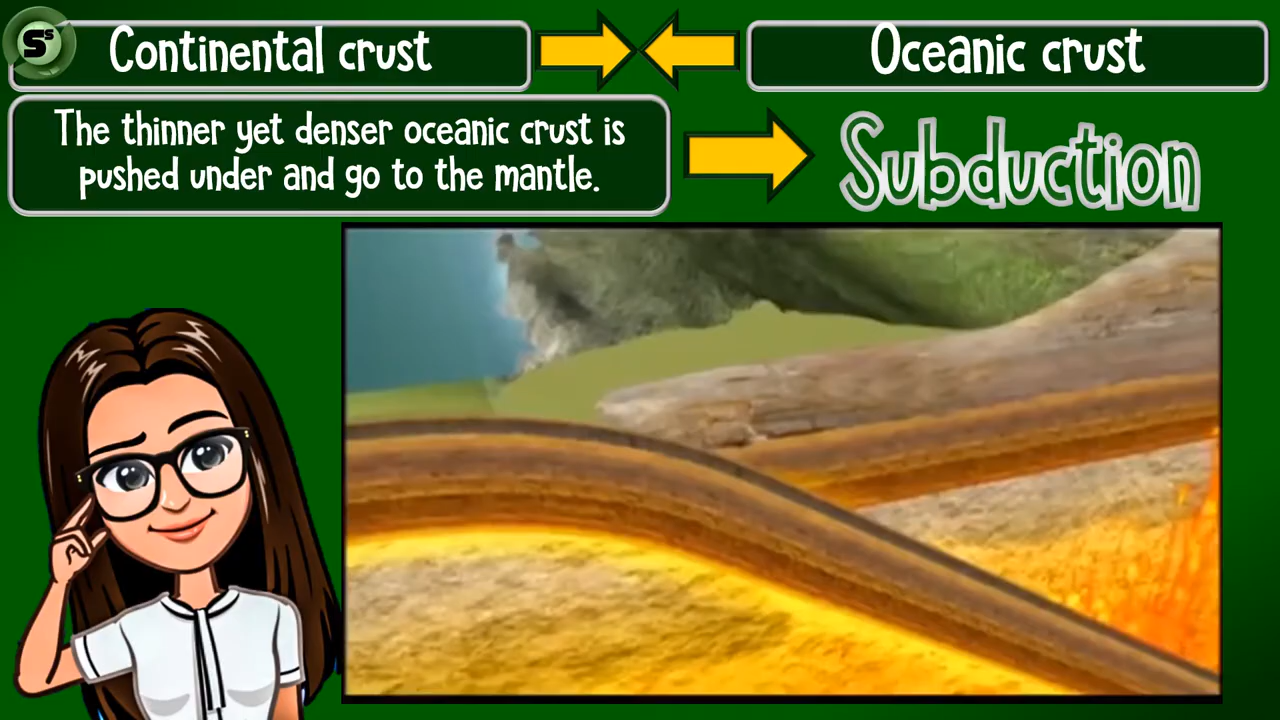 Ss
Continental crust
Oceanic crust
The thinner yet denser oceanic crust is
pushed under and go to the mantle.
Subduction